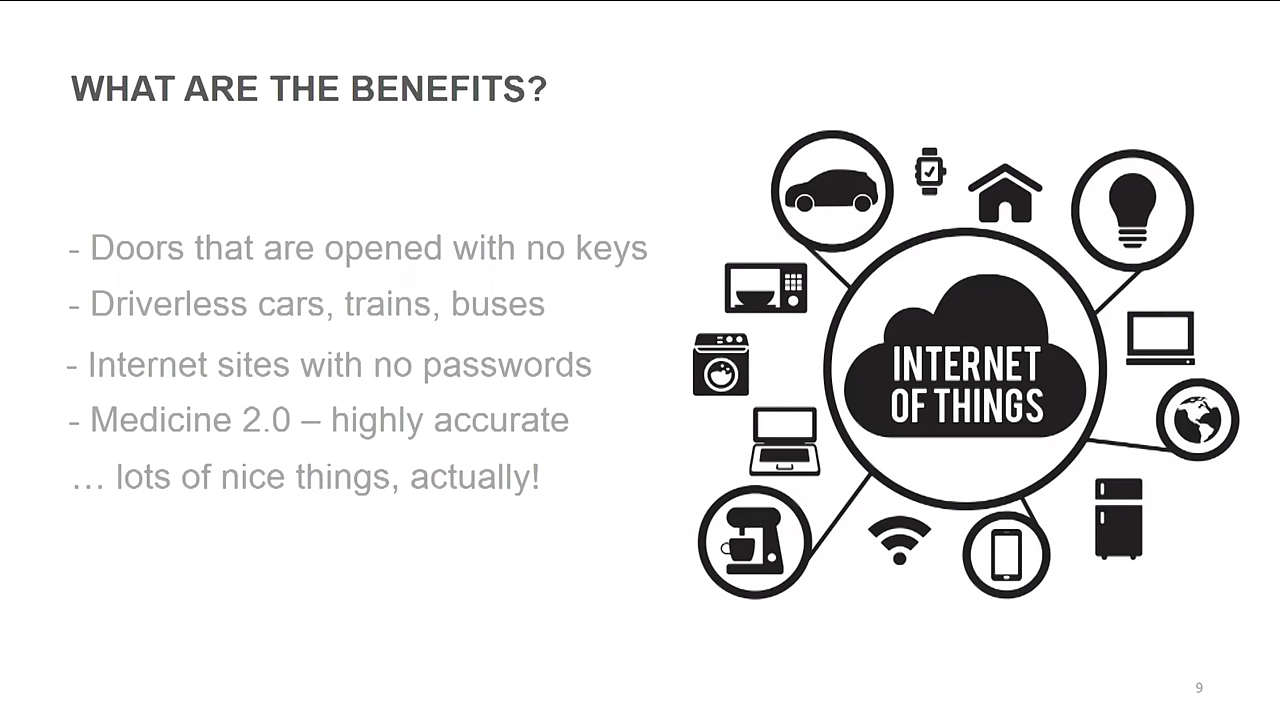 WHAT ARE THE BENEFITS?
- Doors that are opened with no keys
- Driverless cars, trains, buses
- Internet sites with no passwords
- Medicine 2.0 – highly accurate
… lots of nice things, actually!
INTERNET
OF THINGS
9